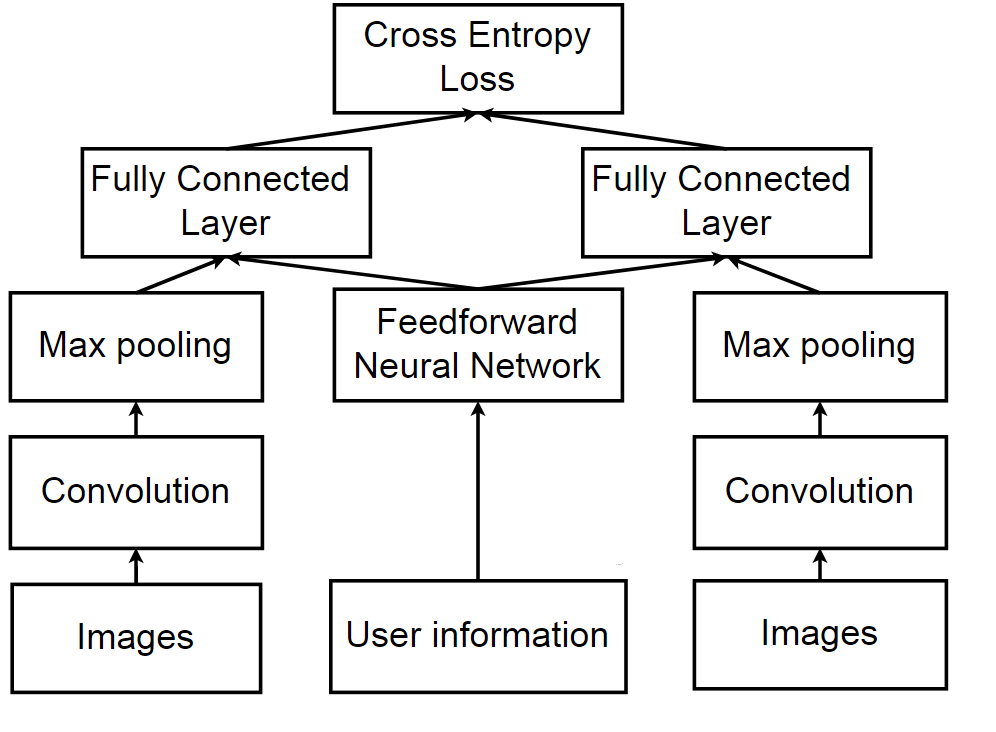 Cross Entropy
Loss
Fully Connected
Layer
Fully Connected
Layer
Max pooling
Feedforward
Neural Network
Max pooling
Convolution
Convolution
Images
User information
Images